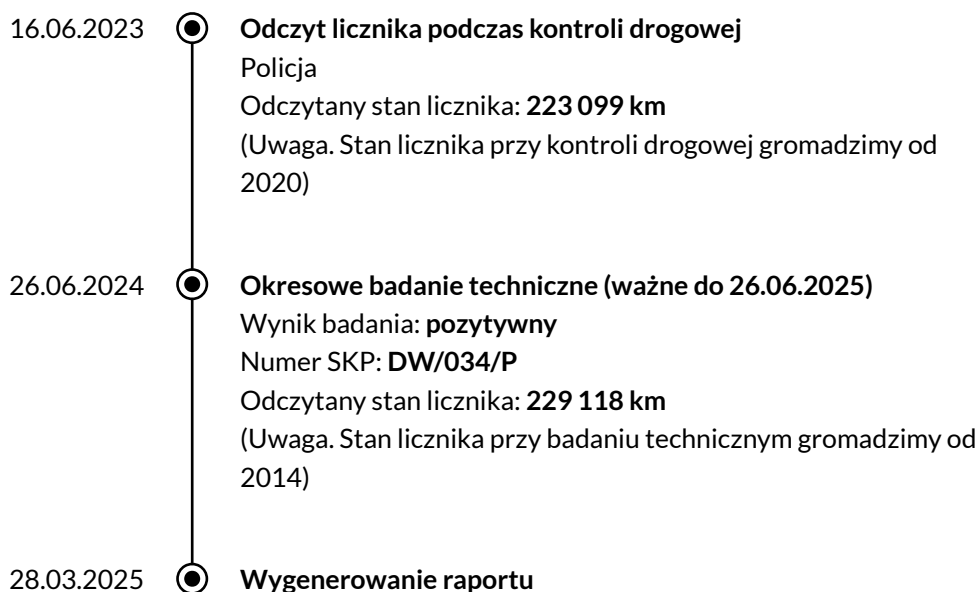 16.06.2023 Odczyt licznika podczas kontroli drogowej
Policja
Odczytany stan licznika: 223 099 km
(Uwaga. Stan licznika przy kontroli drogowej gromadzimy od
2020)
26.06.2024 Okresowe badanie techniczne (ważne do 26.06.2025)
Wynik badania: pozytywny
Numer SKP: DW/034/P
Odczytany stan licznika: 229 118 km
(Uwaga. Stan licznika przy badaniu technicznym gromadzimy od
2014)
28.03.2025 Wygenerowanie raportu